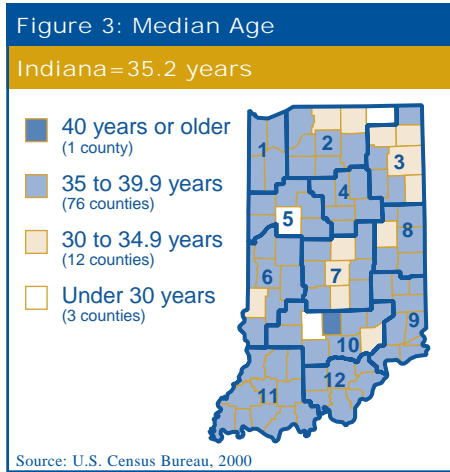 Figure 3: Median Age
Indiana=35.2 years
40 years or older
(1 county)
35 to 39.9 years
(76 counties)
30 to 34.9 years
(12 counties)
Under 30 years
(3 counties)
1
2
3
4
5
6
7
8
9
10
11
12
Source: U.S. Census Bureau, 2000